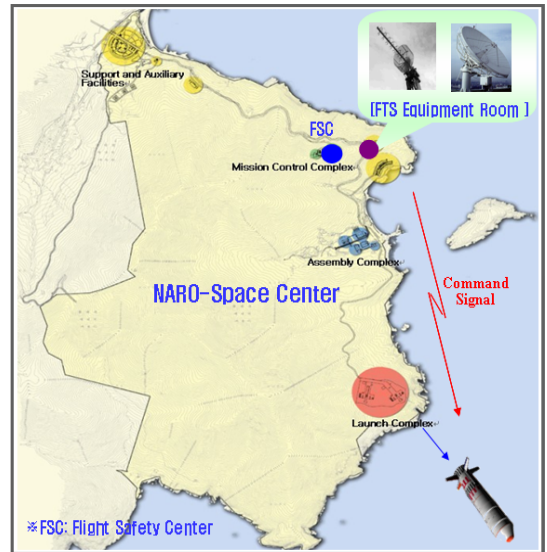 [FTS Equipment Room ]
Support and Auxiliary
Facilities
FSC
Mission Control Complex
Assembly Complex
Command
Signal
NARO-Space Center
Launch Complex
※FSC: Flight Safety Center